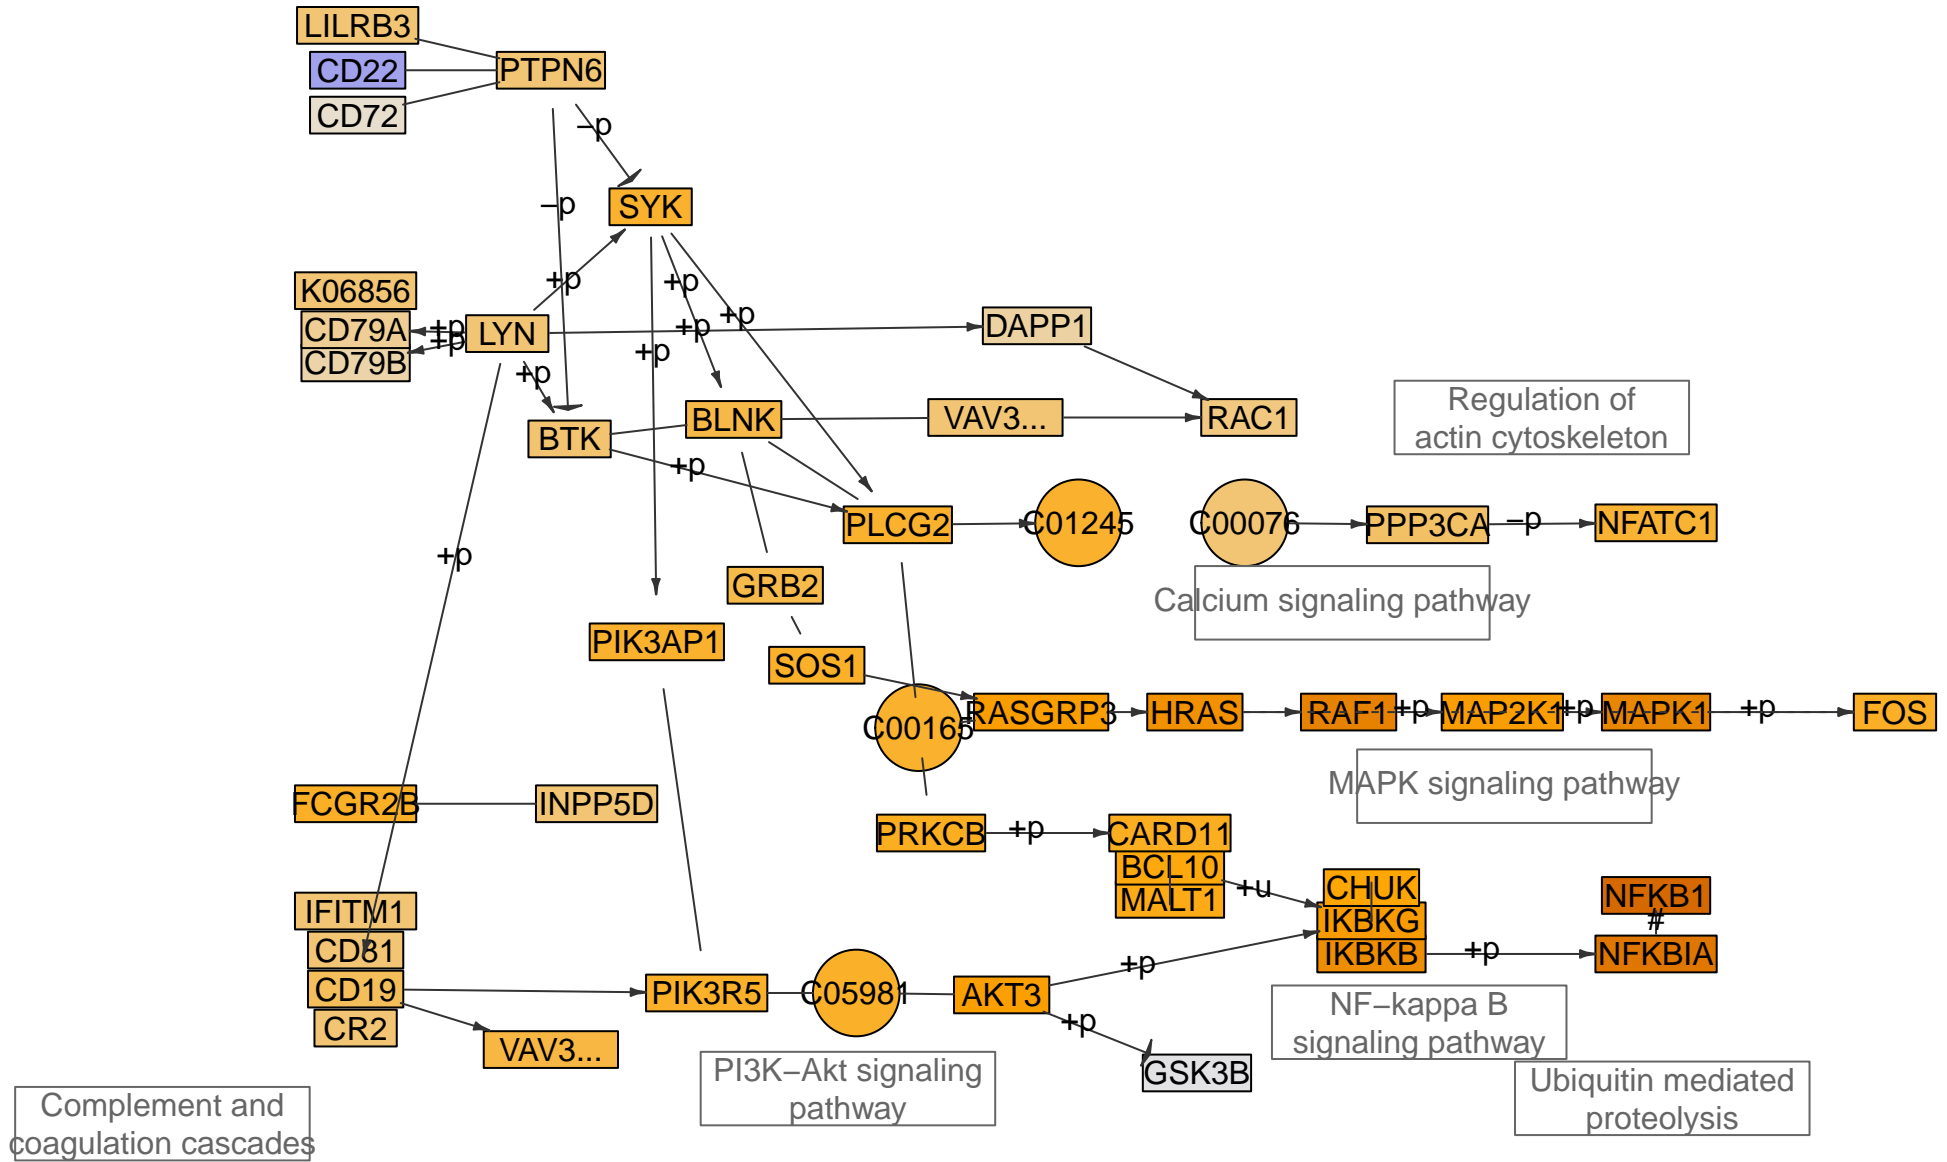 LILRB3
CD22
PTPN6
CD72
–p
SYK
–p
+p
+p
K06856
+p
CD79A
+p
LYN
+p
DAPP1
+p
CD79B
+p
+p
BTK
BLNK
VAV3...
RAC1
Regulation of
actin cytoskeleton
+p
PLCG2
C01245
C00076
PPP3CA
–p
NFATC1
+p
GRB2
Calcium signaling pathway
PIK3AP1
SOS1
C00165
RASGRP3
HRAS
RAF1
+p
MAP2K1
+p
MAPK1
+p
FOS
MAPK signaling pathway
FCGR2B
INPP5D
PRKCB
+p
CARD11
BCL10
MALT1
+u
CHUK
IKBKG
IKBKB
+p
NFKB1
#
NFKBIA
IFITM1
CD81
CD19
CR2
VAV3...
PIK3R5
C05981
AKT3
+p
+p
GSK3B
NF–kappa B
signaling pathway
PI3K–Akt signaling
pathway
Ubiquitin mediated
proteolysis
Complement and
coagulation cascades